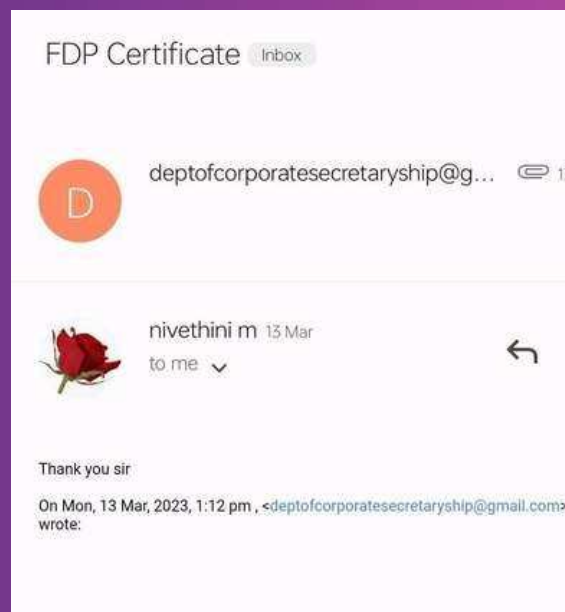 FDP Certificate Inbox
D
deptofcorporatesecretaryship@g...
nivethini m 13 Mar
to me
Thank you sir
On Mon, 13 Mar, 2023, 1:12 pm , <deptofcorporatesecretaryship@gmail.com>
wrote: